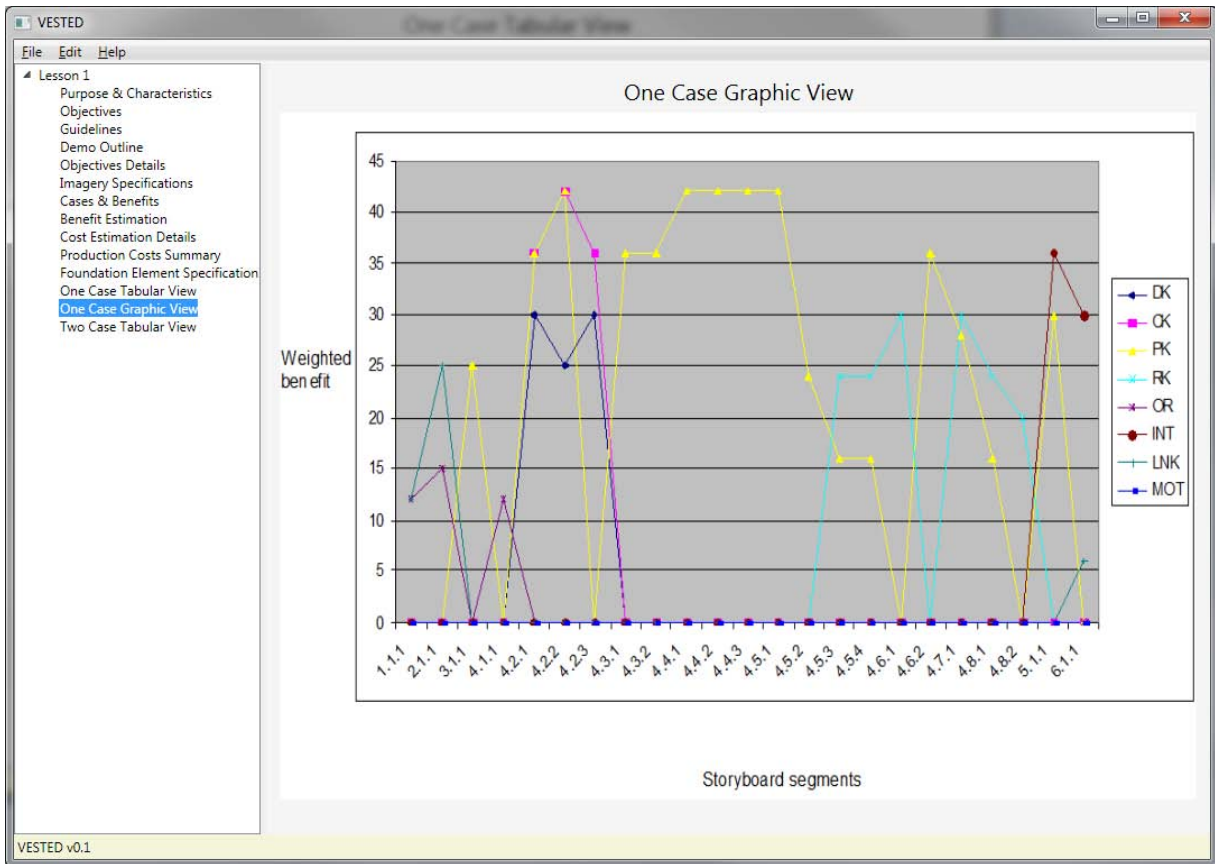 VESTED
One Case Tabular View
File Edit Help
Lesson 1
Purpose & Characteristics
Objectives
Guidelines
Demo Outline
Objectives Details
Imagery Specifications
Cases & Benefits
Benefit Estimation
Cost Estimation Details
Production Costs Summary
Foundation Element Specification
One Case Tabular View
One Case Graphic View
Two Case Tabular View
One Case Graphic View
45
40
35
30
25
20
15
10
5
0
Weighted
benefit
1.1.1
2.1.1
3.1.1
4.1.1
4.2.1
4.2.2
4.2.3
4.3.1
4.3.2
4.4.1
4.4.2
4.4.3
4.5.1
4.5.2
4.5.3
4.5.4
4.6.1
4.6.2
4.7.1
4.8.1
4.8.2
5.1.1
6.1.1
DK
CK
PK
RK
OR
INT
LNK
MOT
Storyboard segments
VESTED v0.1